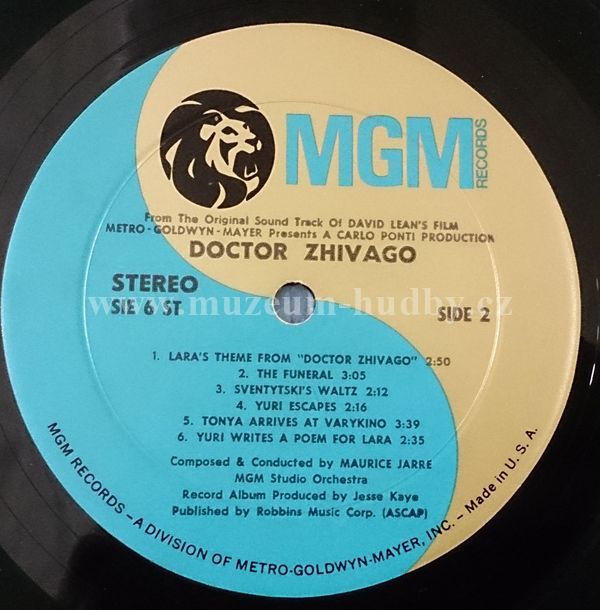 MGM
RECORDS
From The Original Sound Track Of DAVID LEAN'S FILM
METRO-GOLDWYN-MAYER Presents A CARLO PONTI PRODUCTION
DOCTOR ZHIVAGO
STEREO
SIE 6 ST
SIDE 2
www.muzeum-hudby.cz
1. LARA'S THEME FROM "DOCTOR ZHIVAGO" 2:50
2. THE FUNERAL 3:05
3. SVENTYTSKI'S WALTZ 2:12
4. YURI ESCAPES 2:16
5. TONYA ARRIVES AT VARYKINO 3:39
6. YURI WRITES A POEM FOR LARA 2:35
Composed & Conducted by MAURICE JARRE
MGM Studio Orchestra
Record Album Produced by Jesse Kaye
Published by Robbins Music Corp. (ASCAP)
MGM RECORDS – A DIVISION OF METRO-GOLDWYN-MAYER, INC. – Made in U. S. A.